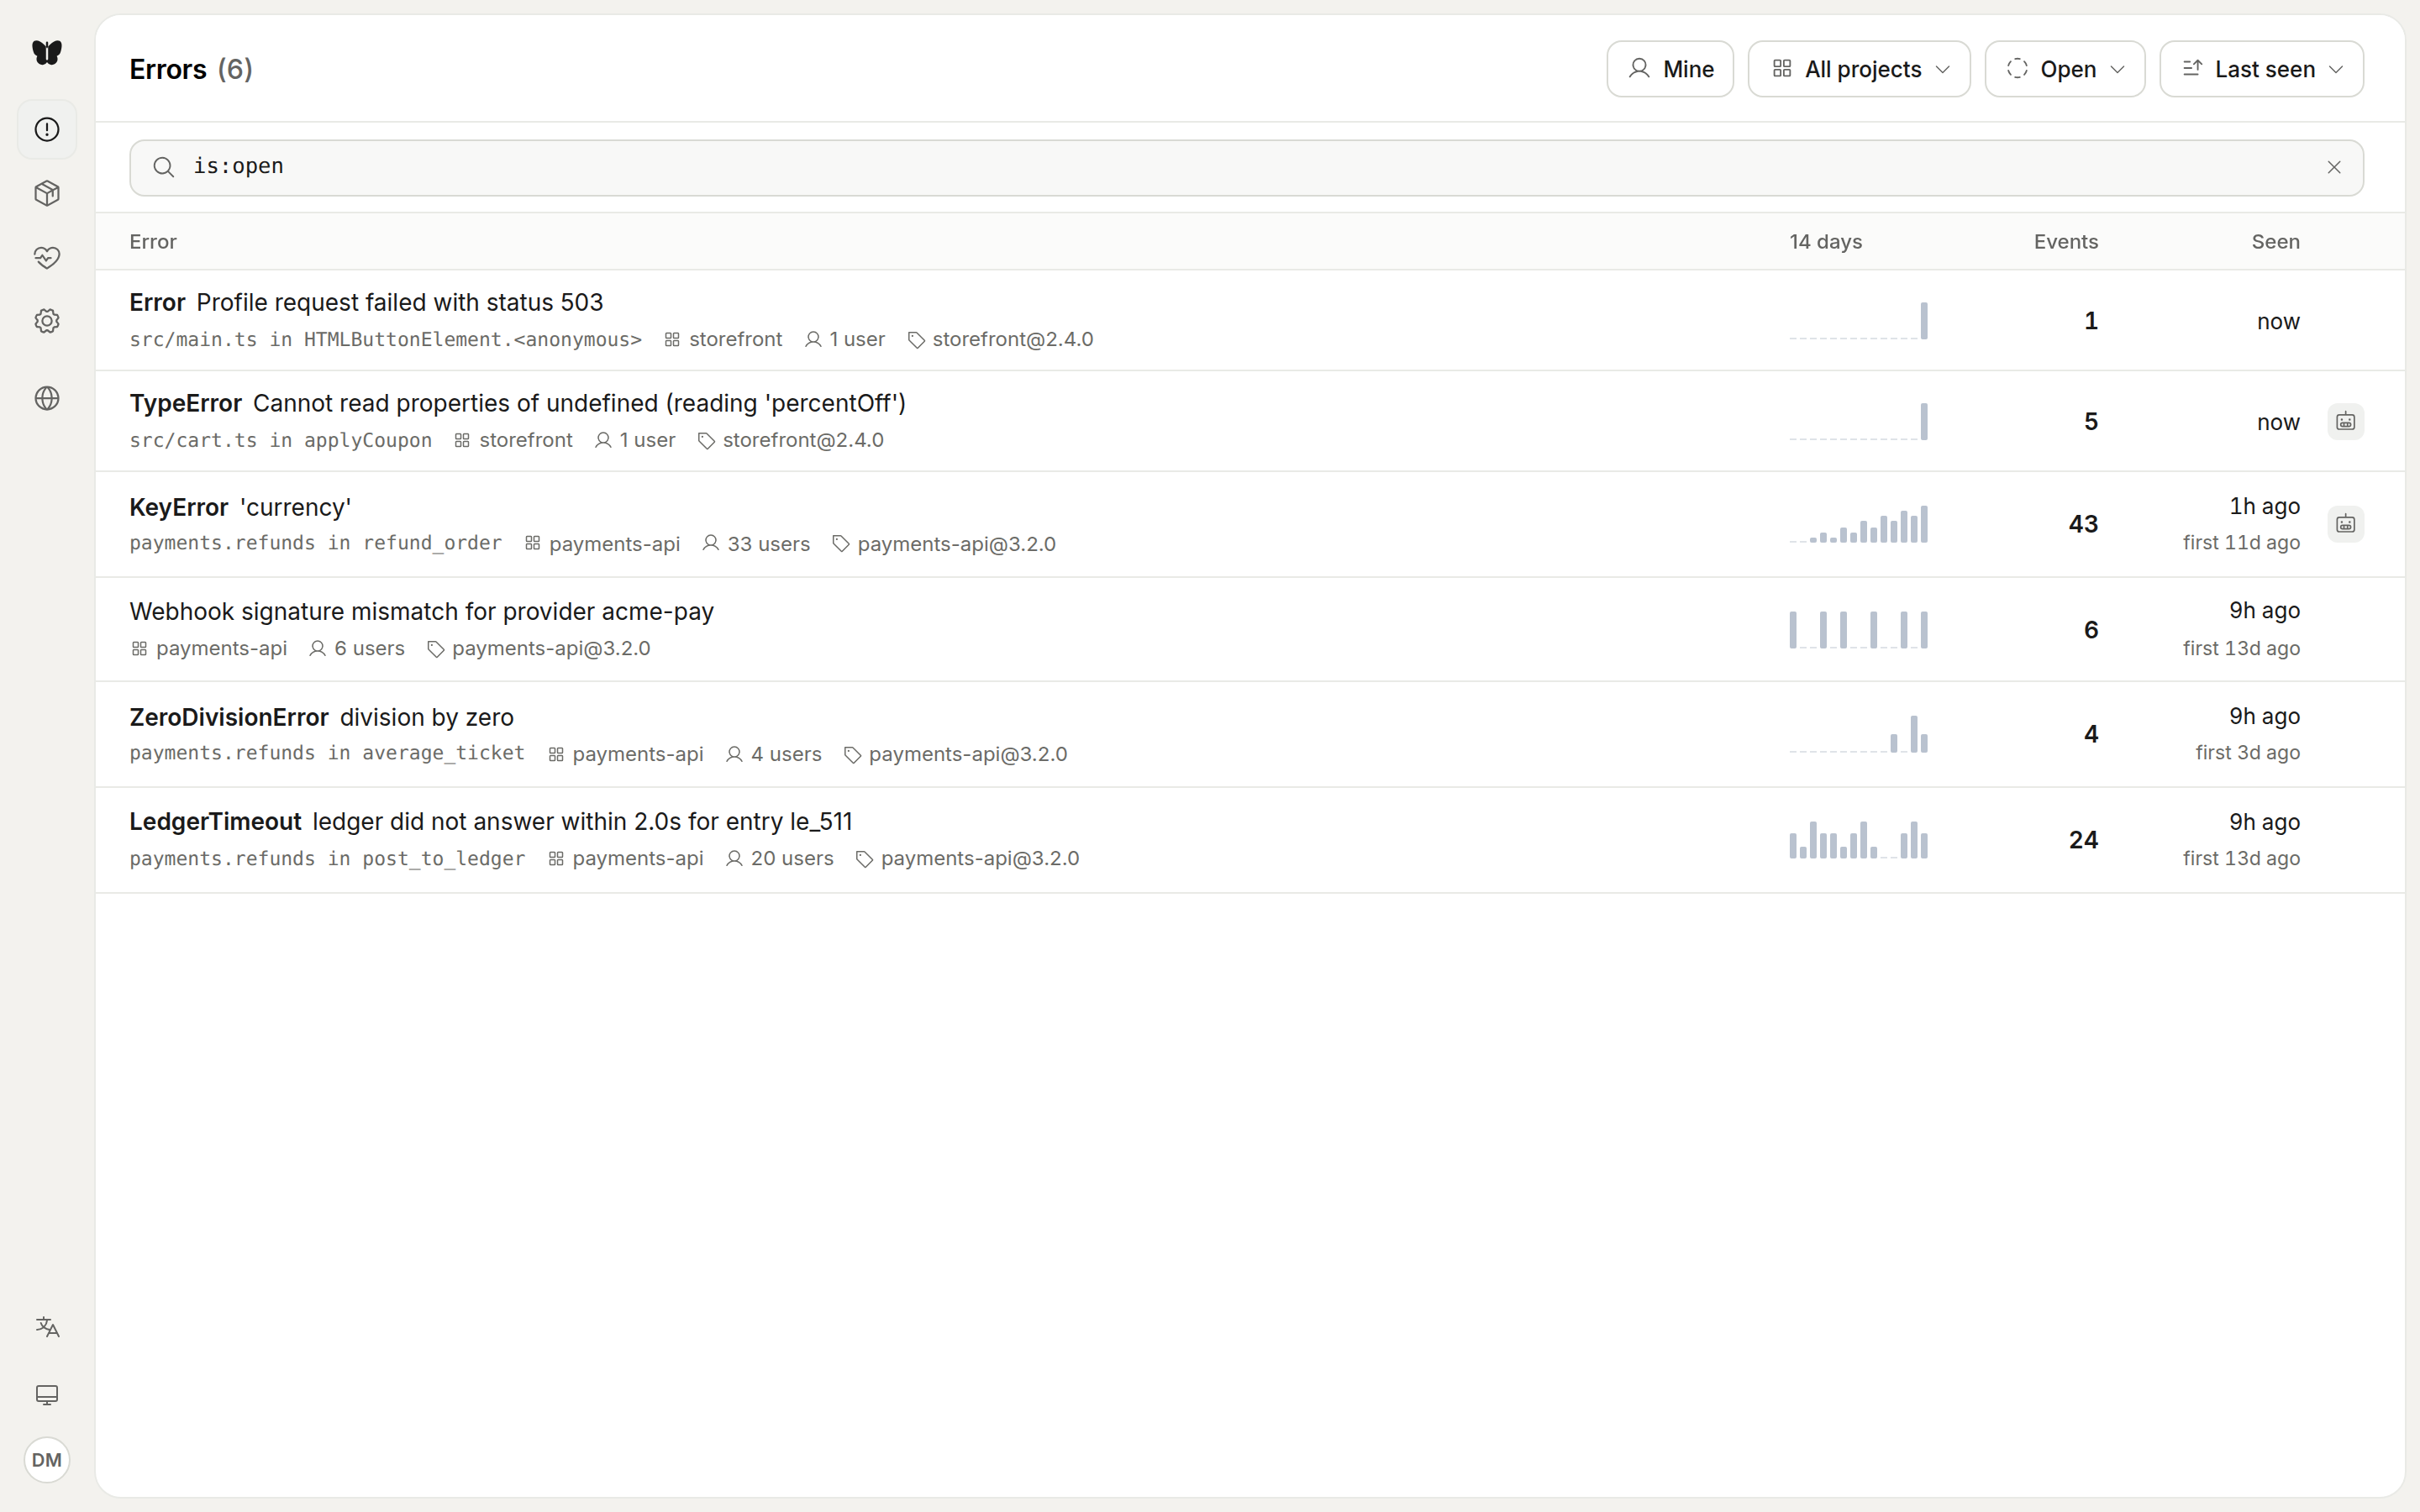 Errors (6)
Mine
All projects
Open
Last seen
is:open
Error 14 days Events Seen
Error Profile request failed with status 503
src/main.ts in HTMLButtonElement.<anonymous> storefront 1 user storefront@2.4.0
1 now
TypeError Cannot read properties of undefined (reading 'percentOff')
src/cart.ts in applyCoupon storefront 1 user storefront@2.4.0
5 now
KeyError 'currency'
payments.refunds in refund_order payments-api 33 users payments-api@3.2.0
43 1h ago
first 11d ago
Webhook signature mismatch for provider acme-pay
payments-api 6 users payments-api@3.2.0
6 9h ago
first 13d ago
ZeroDivisionError division by zero
payments.refunds in average_ticket payments-api 4 users payments-api@3.2.0
4 9h ago
first 3d ago
LedgerTimeout ledger did not answer within 2.0s for entry le_511
payments.refunds in post_to_ledger payments-api 20 users payments-api@3.2.0
24 9h ago
first 13d ago
DM